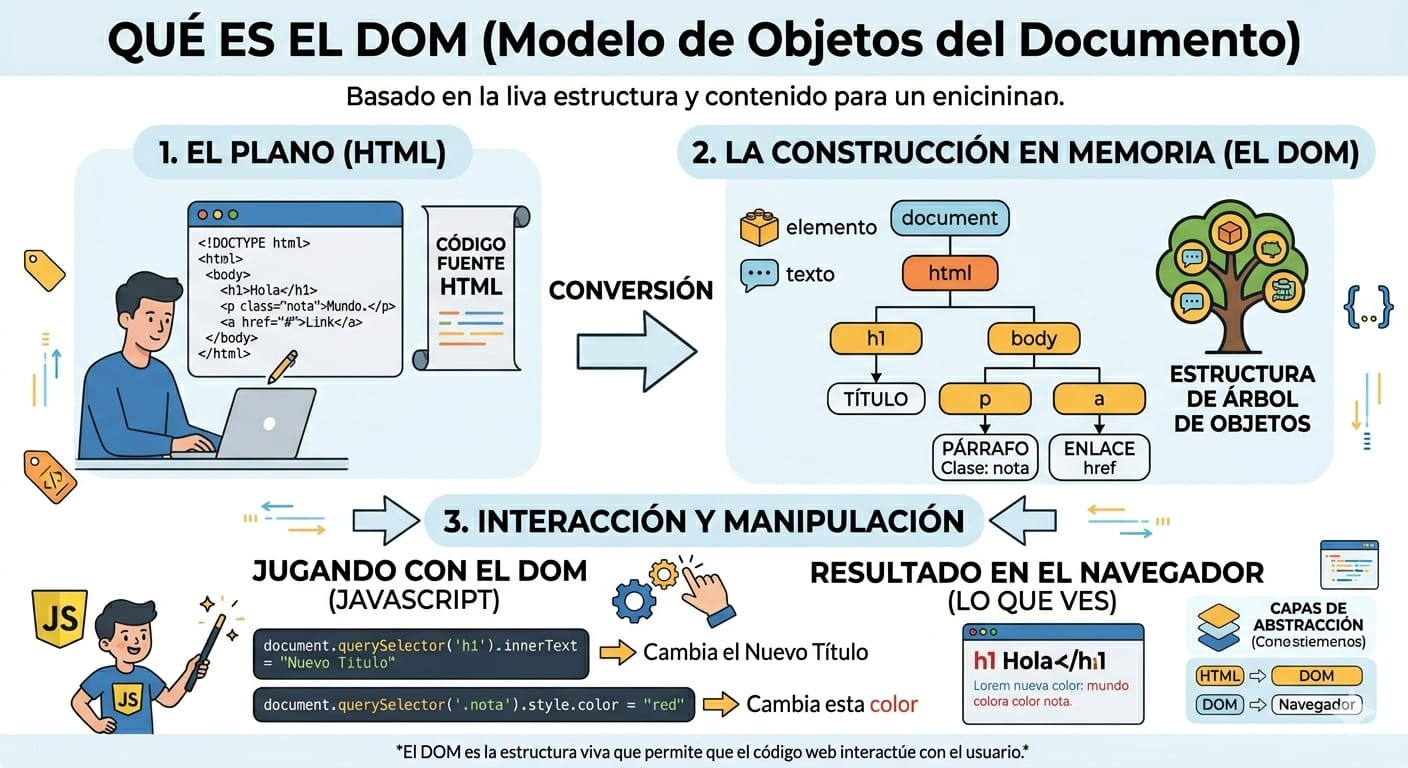 QUÉ ES EL DOM (Modelo de Objetos del Documento)
Basado en la liva estructura y contenido para un enicininan.
1. EL PLANO (HTML)
<!DOCTYPE html>
<html>
<body>
<h1>Hola</h1>
<p class="nota">Mundo.</p>
<a href="#">Link</a>
</body>
</html>
CÓDIGO
FUENTE
HTML
CONVERSIÓN
2. LA CONSTRUCCIÓN EN MEMORIA (EL DOM)
elemento
texto
document
html
h1
body
TÍTULO
p
a
PÁRRAFO
Clase: nota
ENLACE
href
ESTRUCTURA
DE ÁRBOL
DE OBJETOS
{..}
</>
3. INTERACCIÓN Y MANIPULACIÓN
JUGANDO CON EL DOM
(JAVASCRIPT)
JS
JS
document.querySelector('h1').innerText
= "Nuevo Titulo"
Cambia el Nuevo Título
document.querySelector('.nota').style.color = "red")
Cambia esta color
RESULTADO EN EL NAVEGADOR
(LO QUE VES)
h1 Hola</h1
Lorem nueva color: mundo
colora color nota.
CAPAS DE
ABSTRACCIÓN
(Cono stiemenos)
HTML
DOM
DOM
Navegador
*El DOM es la estructura viva que permite que el código web interactúe con el usuario.*